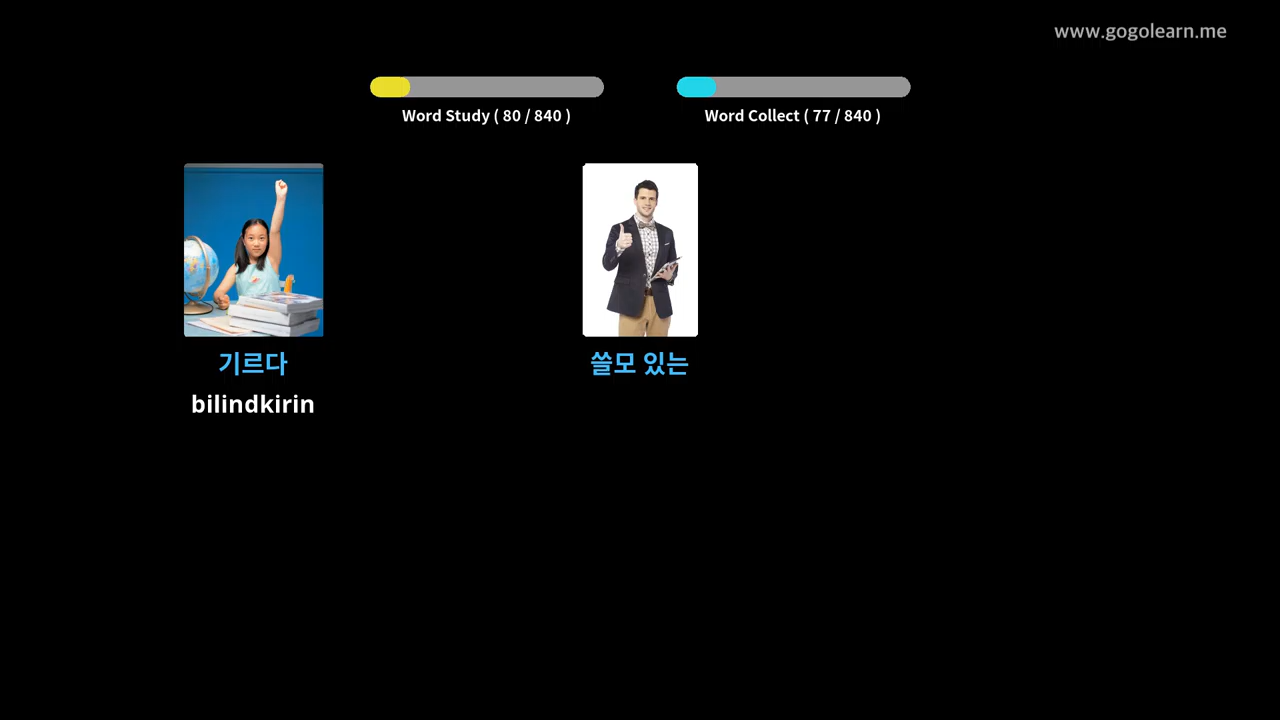 www.gogolearn.me
Word Study ( 80 / 840 )
Word Collect ( 77 / 840 )
기르다
쓸모 있는
bilindkirin